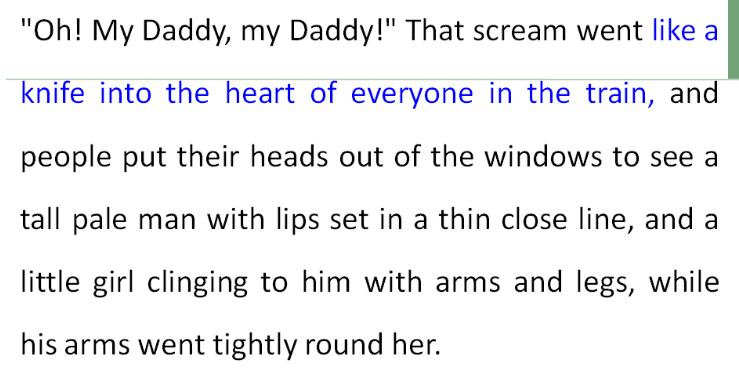 "Oh! My Daddy, my Daddy!" That scream went like a
knife into the heart of everyone in the train, and
people put their heads out of the windows to see a
tall pale man with lips set in a thin close line, and a
little girl clinging to him with arms and legs, while
his arms went tightly round her.